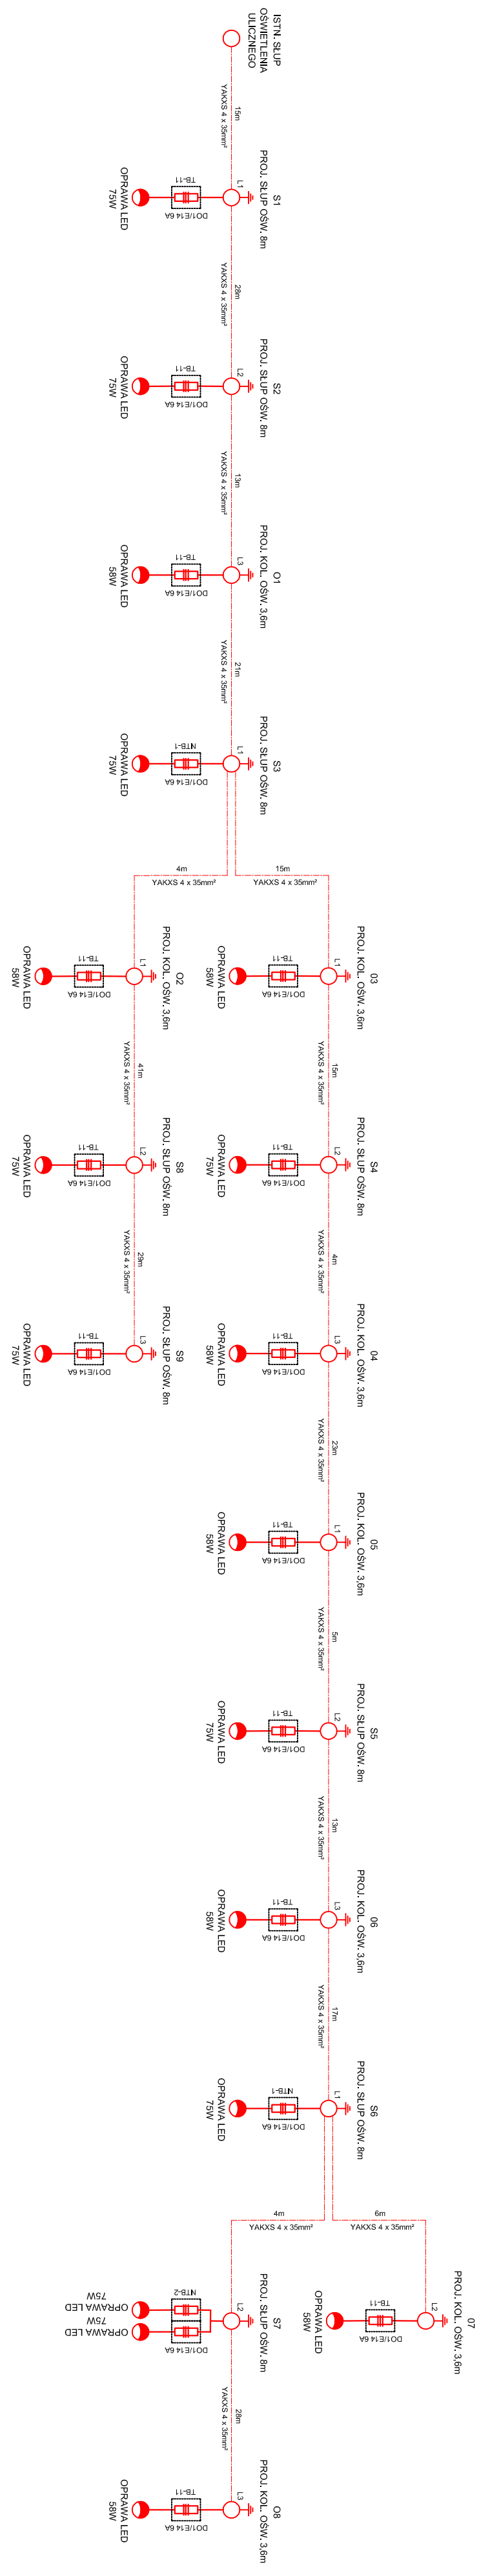 ISTN. SŁUP
OŚWIETLENIA
ULICZNEGO
15m
YAKXS 4 x 35mm²
S1
PROJ. SŁUP OŚW. 8m
L1
TB-11
DO1/E14 6A
OPRAWA LED
75W
28m
YAKXS 4 x 35mm²
S2
PROJ. SŁUP OŚW. 8m
L2
TB-11
DO1/E14 6A
OPRAWA LED
75W
13m
YAKXS 4 x 35mm²
O1
PROJ. KOL. OŚW. 3,6m
L3
TB-11
DO1/E14 6A
OPRAWA LED
58W
21m
YAKXS 4 x 35mm²
S3
PROJ. SŁUP OŚW. 8m
L1
NTB-1
DO1/E14 6A
OPRAWA LED
75W
15m
YAKXS 4 x 35mm²
03
PROJ. KOL. OŚW. 3,6m
L1
TB-11
DO1/E14 6A
OPRAWA LED
58W
15m
YAKXS 4 x 35mm²
S4
PROJ. SŁUP OŚW. 8m
L2
TB-11
DO1/E14 6A
OPRAWA LED
75W
4m
YAKXS 4 x 35mm²
04
PROJ. KOL. OŚW. 3,6m
L3
TB-11
DO1/E14 6A
OPRAWA LED
58W
23m
YAKXS 4 x 35mm²
05
PROJ. KOL. OŚW. 3,6m
L1
TB-11
DO1/E14 6A
OPRAWA LED
58W
5m
YAKXS 4 x 35mm²
S5
PROJ. SŁUP OŚW. 8m
L2
TB-11
DO1/E14 6A
OPRAWA LED
75W
13m
YAKXS 4 x 35mm²
06
PROJ. KOL. OŚW. 3,6m
L3
TB-11
DO1/E14 6A
OPRAWA LED
58W
17m
YAKXS 4 x 35mm²
S6
PROJ. SŁUP OŚW. 8m
L1
NTB-1
DO1/E14 6A
OPRAWA LED
75W
6m
YAKXS 4 x 35mm²
07
PROJ. KOL. OŚW. 3,6m
L2
TB-11
DO1/E14 6A
OPRAWA LED
58W
4m
YAKXS 4 x 35mm²
S7
PROJ. SŁUP OŚW. 8m
L2
NTB-2
DO1/E14 6A
OPRAWA LED
75W
OPRAWA LED
75W
28m
YAKXS 4 x 35mm²
O8
PROJ. KOL. OŚW. 3,6m
L3
TB-11
DO1/E14 6A
OPRAWA LED
58W
4m
YAKXS 4 x 35mm²
O2
PROJ. KOL. OŚW. 3,6m
L1
TB-11
DO1/E14 6A
OPRAWA LED
58W
41m
YAKXS 4 x 35mm²
S8
PROJ. SŁUP OŚW. 8m
L2
TB-11
DO1/E14 6A
OPRAWA LED
75W
29m
YAKXS 4 x 35mm²
S9
PROJ. SŁUP OŚW. 8m
L3
TB-11
DO1/E14 6A
OPRAWA LED
75W